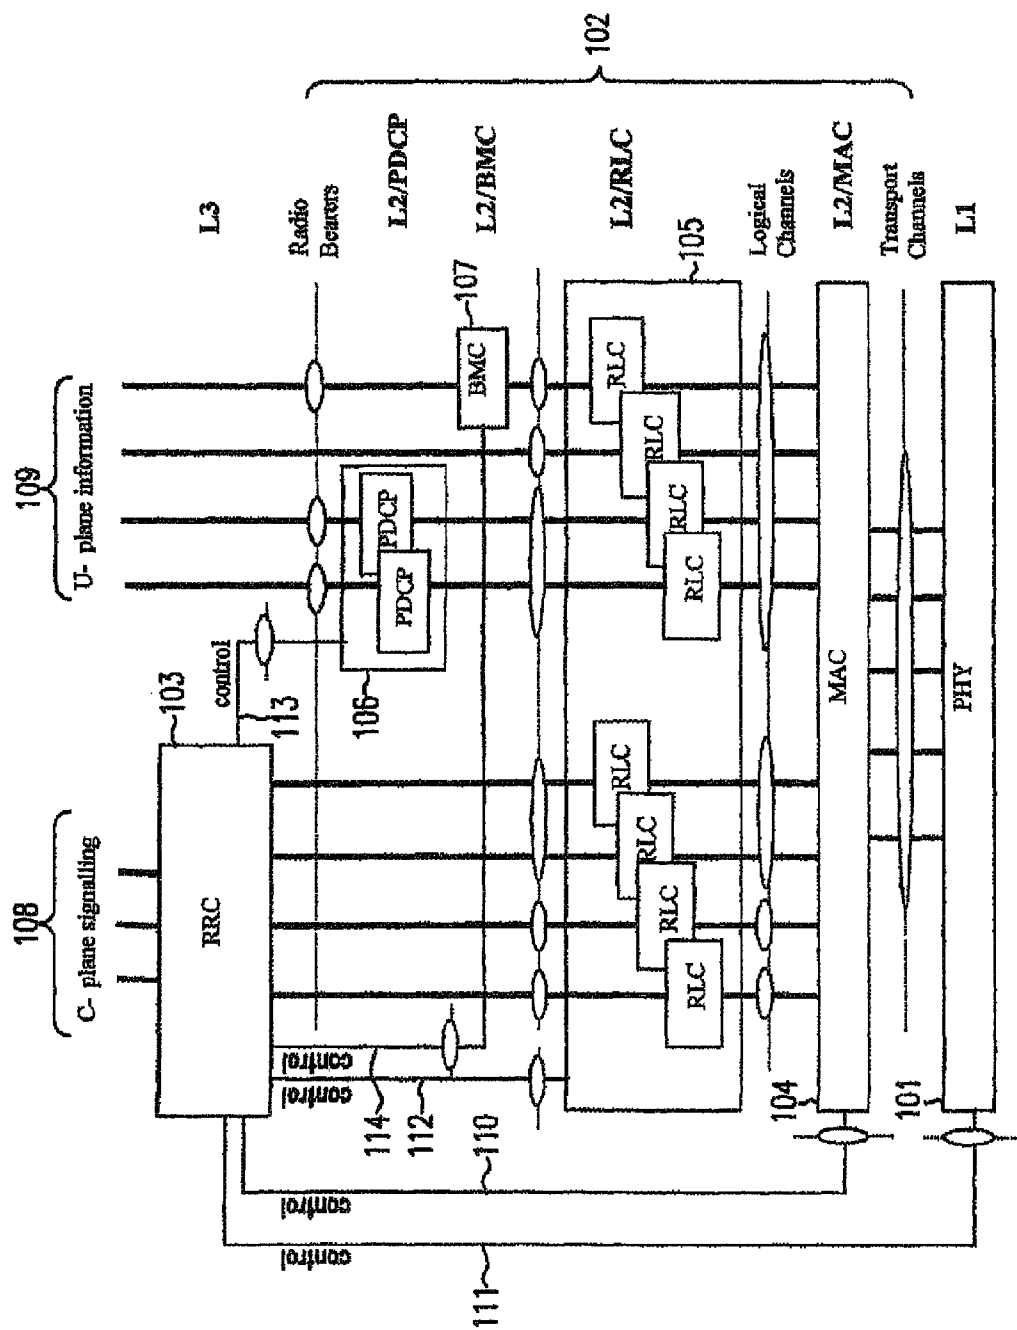 108
C- plane signalling
109
U- plane information
L3
103
RRC
control
113
Radio
Bearers
102
106
PDCP
PDCP
L2/PDCP
control
control
114
112
107
BMC
L2/BMC
105
RLC
RLC
RLC
RLC
RLC
RLC
RLC
RLC
L2/RLC
110
control
Logical
Channels
104
MAC
L2/MAC
Transport
Channels
101
PHY
L1
control
111